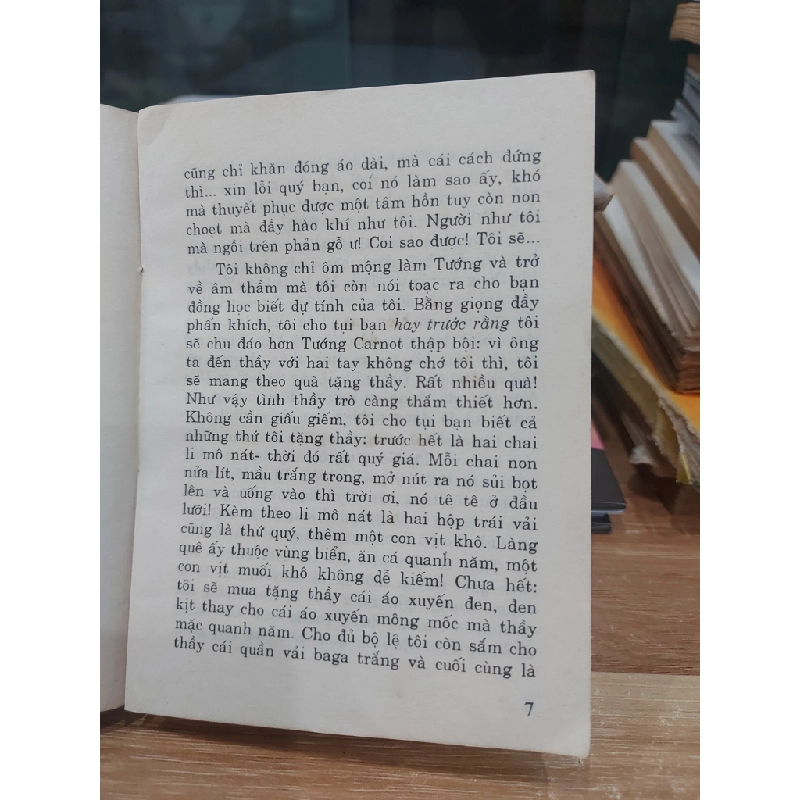 cũng chỉ khăn đóng áo dài, mà cái cách đứng
thì... xin lỗi quý bạn, coí nó làm sao ấy, khó
mà thuyết phục được một tâm hồn tuy còn non
choẹt mà đầy hào khí như tôi. Người như tôi
mà ngồi trên phản gỗ ư! Coi sao được! Tôi sẽ...
Tôi không chỉ ôm mộng làm Tướng và trở
về âm thầm mà tôi còn nói toạc ra cho bạn
đồng học biết dự tính của tôi. Bằng giọng đầy
phấn khích, tôi cho tụi bạn hay trước rằng tôi
sẽ chu đáo hơn Tướng Carnot thập bội: vì ông
ta đến thầy với hai tay không chớ tôi thì, tôi
sẽ mang theo quà tặng thầy. Rất nhiều quà!
Như vậy tình thầy trò càng thắm thiết hơn.
Không cần giấu giếm, tôi cho tụi bạn biết cả
những thứ tôi tặng thầy: trước hết là hai chai
li mô nát- thời đó rất quý giá. Mỗi chai non
nửa lít, mầu trắng trong, mở nút ra nó sủi bọt
lên và uống vào thì trời ơi, nó tê tê ở đầu
lưỡi! Kèm theo li mô nát là hai hộp trái vải
cũng là thứ quý, thêm một con vịt khô. Làng
quê ấy thuộc vùng biển, ăn cá quanh năm, một
con vịt muối khô không dễ kiếm! Chưa hết:
tôi sẽ mua tặng thầy cái áo xuyến đen, đen
kịt thay cho cái áo xuyến mông mốc mà thầy
mặc quanh năm. Cho đủ bộ lệ tôi còn sắm cho
thầy cái quần vải baga trắng và cuối cùng là
7